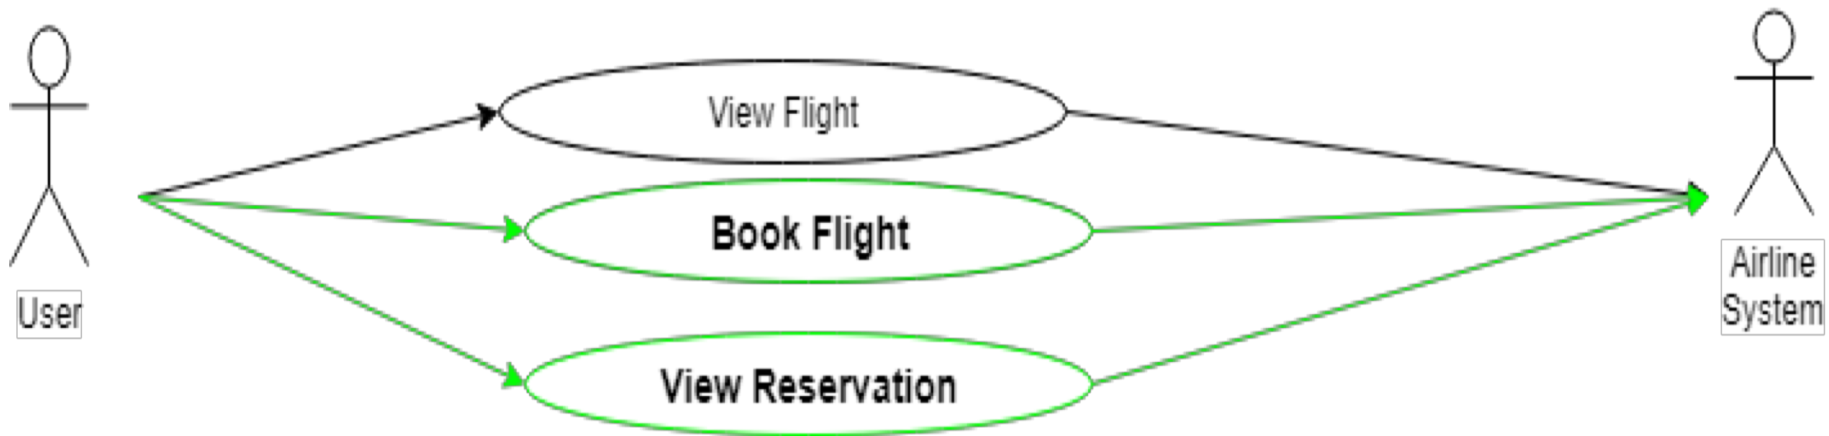 View Flight
Book Flight
View Reservation
User
Airline
System